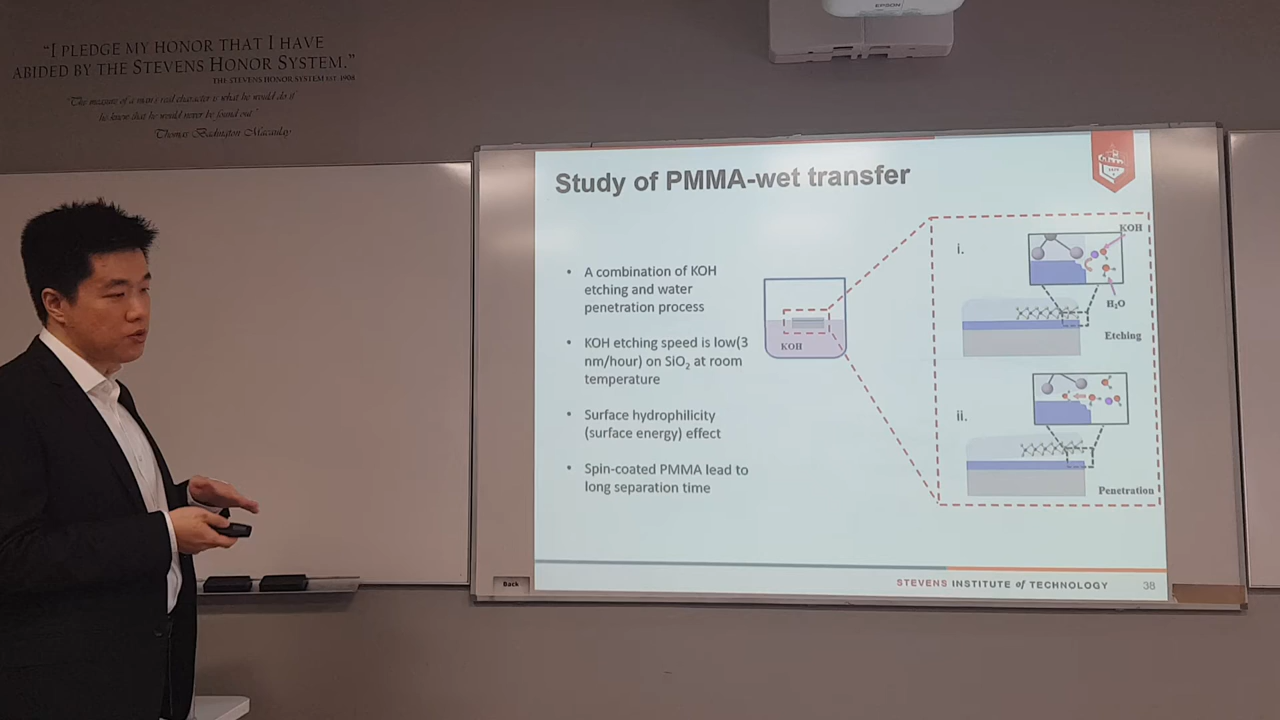 "I PLEDGE MY HONOR THAT I HAVE
ABIDED BY THE STEVENS HONOR SYSTEM."
THE STEVENS HONOR SYSTEM EST. 1908
"The measure of a man's real character is what he would do if
he knew that he would never be found out."
Thomas Babington Macaulay
EPSON
Study of PMMA-wet transfer
• A combination of KOH
etching and water
penetration process
• KOH etching speed is low(3
nm/hour) on SiO₂ at room
temperature
• Surface hydrophilicity
(surface energy) effect
• Spin-coated PMMA lead to
long separation time
KOH
i.
KOH
H₂O
Etching
ii.
Penetration
Back
STEVENS INSTITUTE of TECHNOLOGY
38